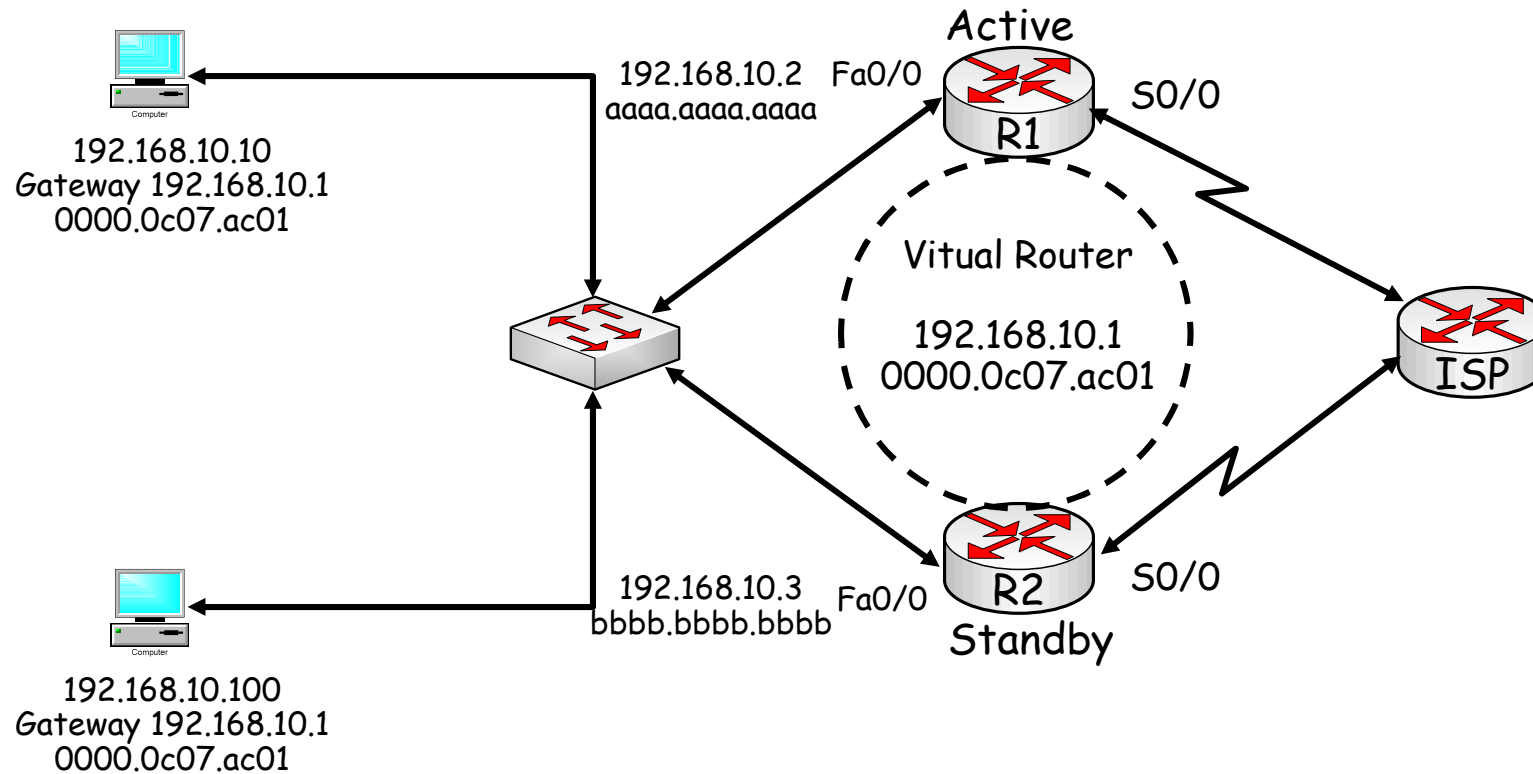 Active
192.168.10.2
Fa0/0
aaaa.aaaa.aaaa
S0/0
R1
Computer
192.168.10.10
Gateway 192.168.10.1
0000.0c07.ac01
Vitual Router
192.168.10.1
0000.0c07.ac01
ISP
192.168.10.3
Fa0/0
bbbb.bbbb.bbbb
R2
S0/0
Standby
Computer
192.168.10.100
Gateway 192.168.10.1
0000.0c07.ac01